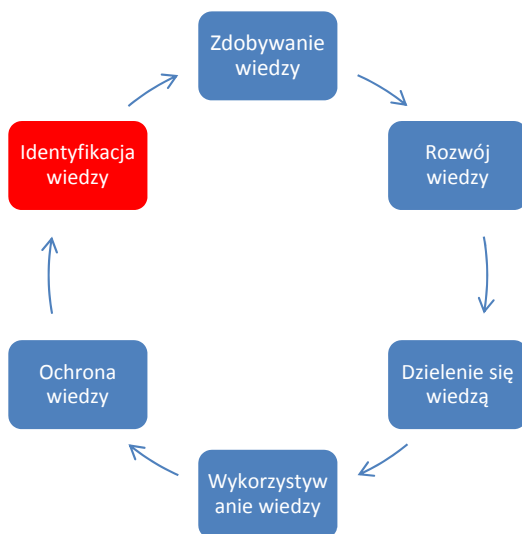 Zdobywanie
wiedzy
Identyfikacja
wiedzy
Rozwój
wiedzy
Ochrona
wiedzy
Dzielenie się
wiedzą
Wykorzystyw
anie wiedzy